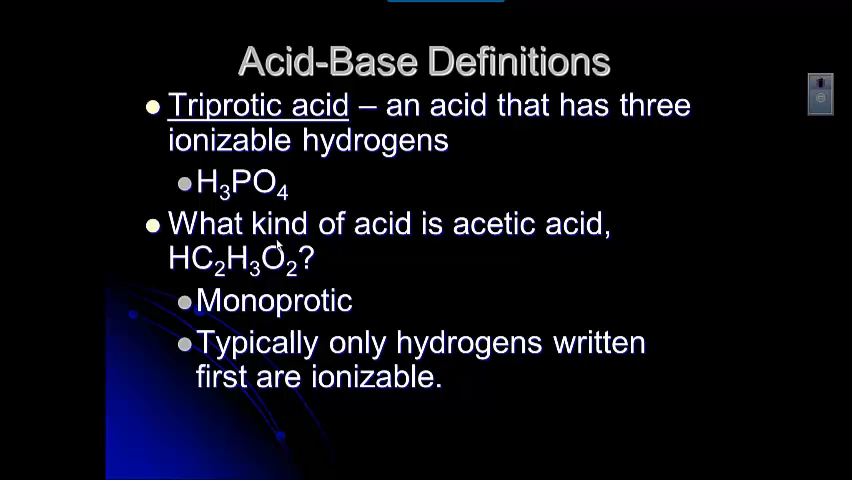 Acid-Base Definitions
Triprotic acid – an acid that has three
ionizable hydrogens
H₃PO₄
What kind of acid is acetic acid,
HC₂H₃O₂?
Monoprotic
Typically only hydrogens written
first are ionizable.